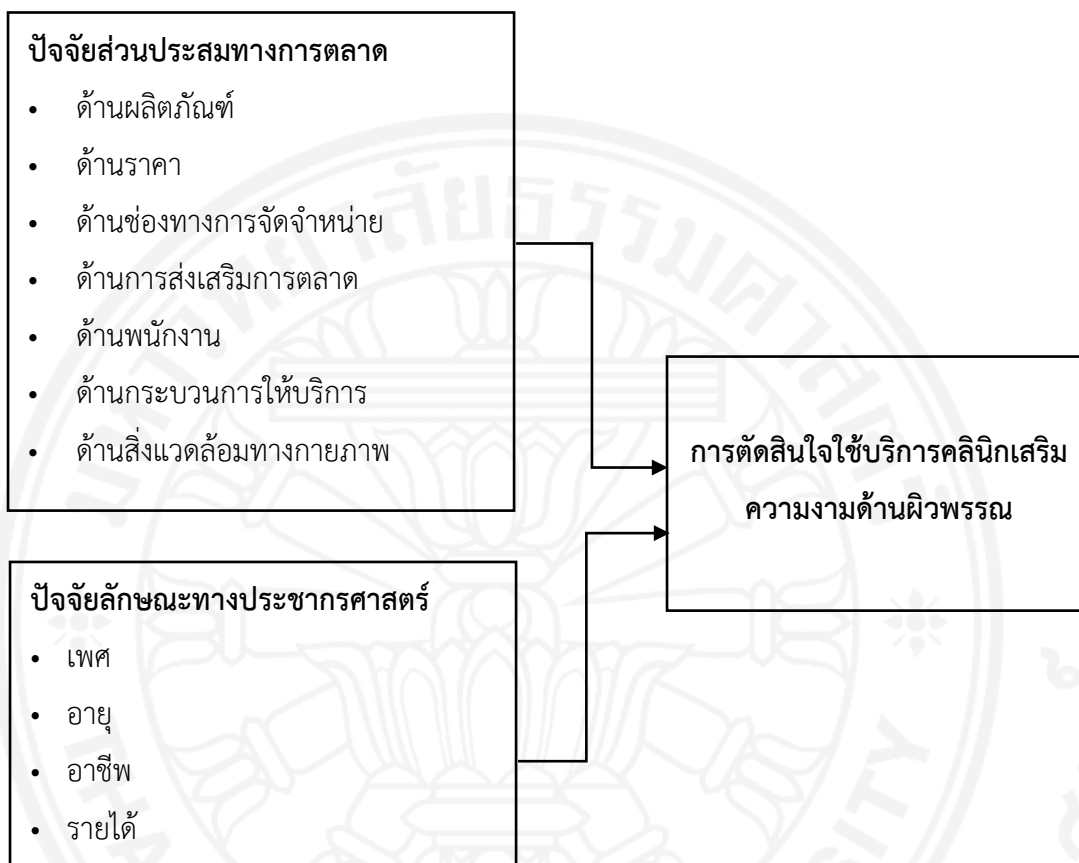 ปัจจัยส่วนประสมทางการตลาด
• ด้านผลิตภัณฑ์
• ด้านราคา
• ด้านช่องทางการจัดจำหน่าย
• ด้านการส่งเสริมการตลาด
• ด้านพนักงาน
• ด้านกระบวนการให้บริการ
• ด้านสิ่งแวดล้อมทางกายภาพ
การตัดสินใจใช้บริการคลินิกเสริม
ความงามด้านผิวพรรณ
ปัจจัยลักษณะทางประชากรศาสตร์
• เพศ
• อายุ
• อาชีพ
• รายได้